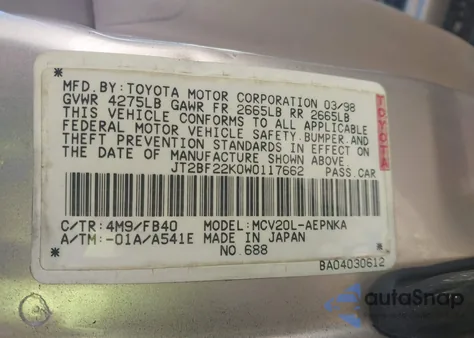 MFD.BY:TOYOTA MOTOR CORPORATION 03/98
GVWR 4275LB GAWR FR 2665LB RR 2665LB
THIS VEHICLE CONFORMS TO ALL APPLICABLE
FEDERAL MOTOR VEHICLE SAFETY,BUMPER,AND
THEFT PREVENTION STANDARDS IN EFFECT ON
THE DATE OF MANUFACTURE SHOWN ABOVE.
JT2BF22K0W0117662 PASS.CAR
TOYOTA
C/TR:4M9/FB40 MODEL:MCV20L-AEPNKA
A/TM:-01A/A541E MADE IN JAPAN
NO.688
BA04030612
autoSnap